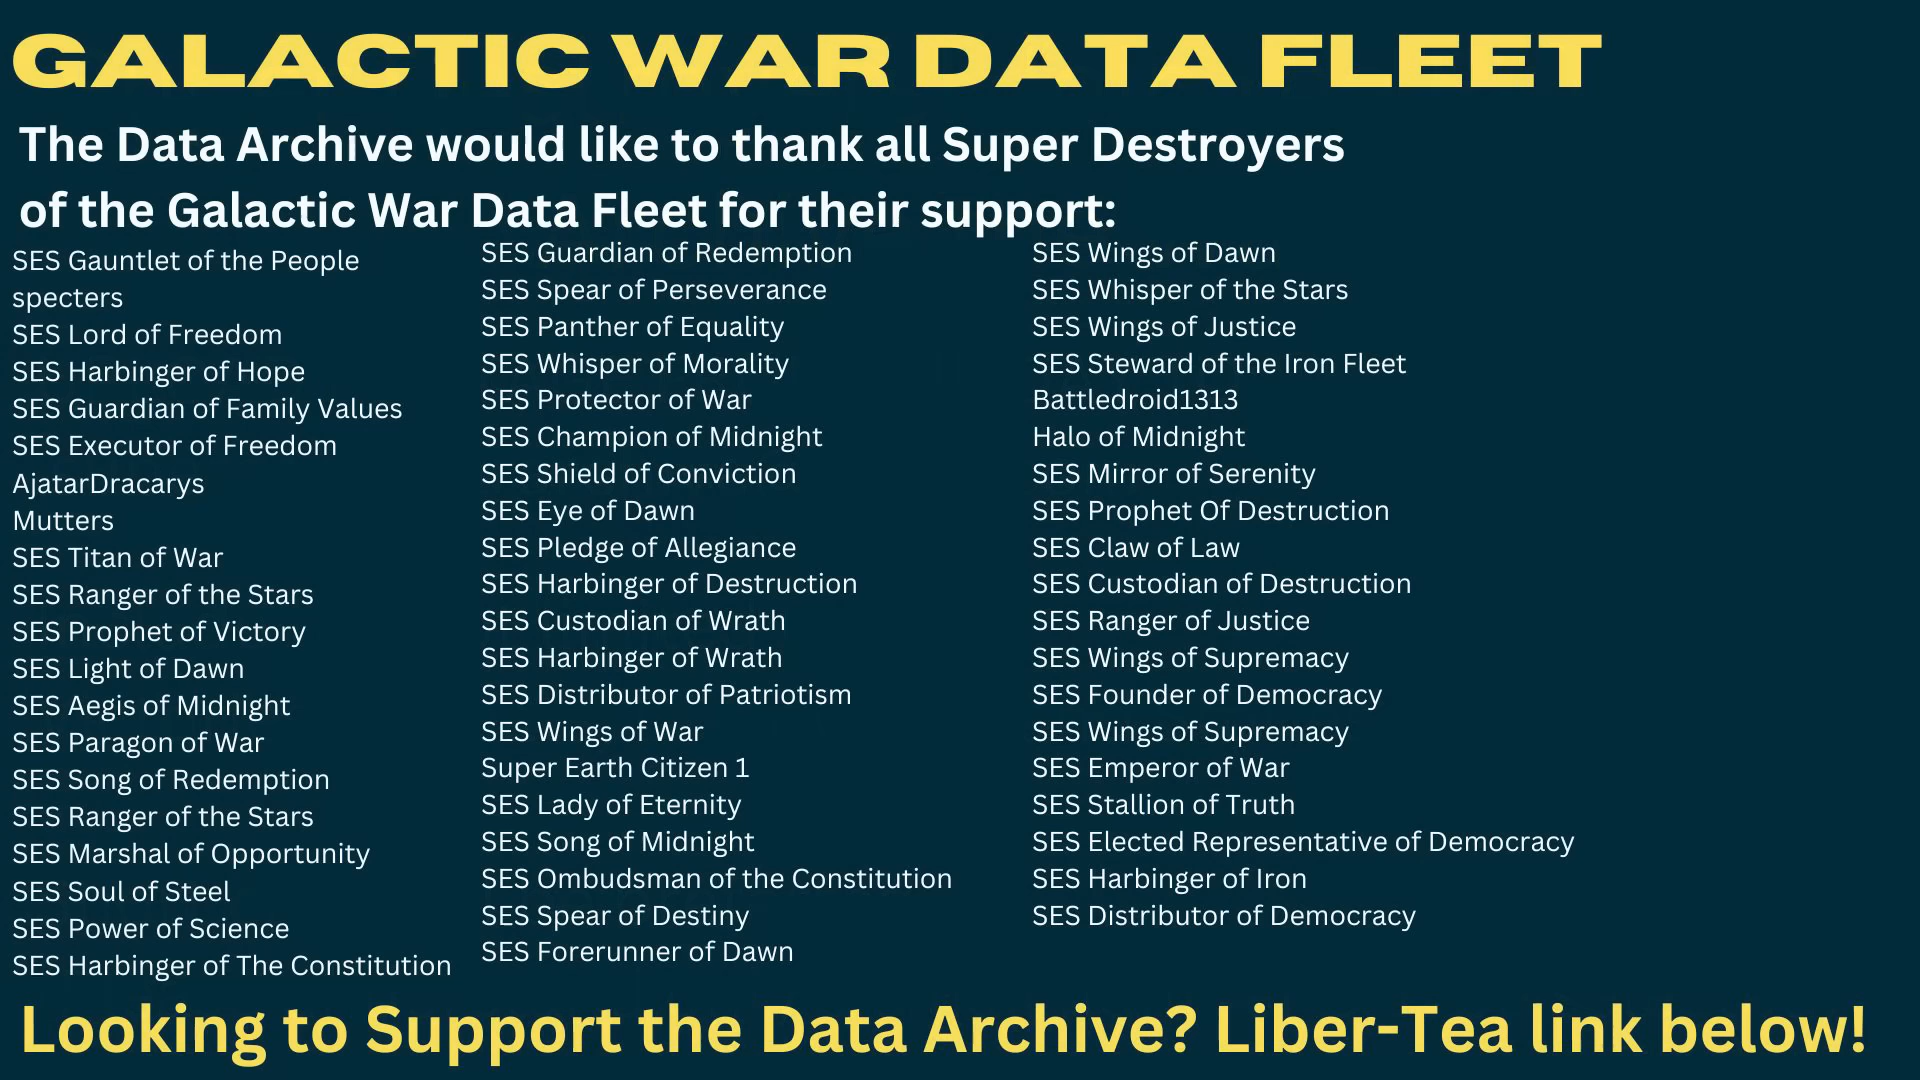 GALACTIC WAR DATA FLEET
The Data Archive would like to thank all Super Destroyers
of the Galactic War Data Fleet for their support:
SES Gauntlet of the People
specters
SES Lord of Freedom
SES Harbinger of Hope
SES Guardian of Family Values
SES Executor of Freedom
AjatarDracarys
Mutters
SES Titan of War
SES Ranger of the Stars
SES Prophet of Victory
SES Light of Dawn
SES Aegis of Midnight
SES Paragon of War
SES Song of Redemption
SES Ranger of the Stars
SES Marshal of Opportunity
SES Soul of Steel
SES Power of Science
SES Harbinger of The Constitution
SES Guardian of Redemption
SES Spear of Perseverance
SES Panther of Equality
SES Whisper of Morality
SES Protector of War
SES Champion of Midnight
SES Shield of Conviction
SES Eye of Dawn
SES Pledge of Allegiance
SES Harbinger of Destruction
SES Custodian of Wrath
SES Harbinger of Wrath
SES Distributor of Patriotism
SES Wings of War
Super Earth Citizen 1
SES Lady of Eternity
SES Song of Midnight
SES Ombudsman of the Constitution
SES Spear of Destiny
SES Forerunner of Dawn
SES Wings of Dawn
SES Whisper of the Stars
SES Wings of Justice
SES Steward of the Iron Fleet
Battledroid1313
Halo of Midnight
SES Mirror of Serenity
SES Prophet Of Destruction
SES Claw of Law
SES Custodian of Destruction
SES Ranger of Justice
SES Wings of Supremacy
SES Founder of Democracy
SES Wings of Supremacy
SES Emperor of War
SES Stallion of Truth
SES Elected Representative of Democracy
SES Harbinger of Iron
SES Distributor of Democracy
Looking to Support the Data Archive? Liber-Tea link below!